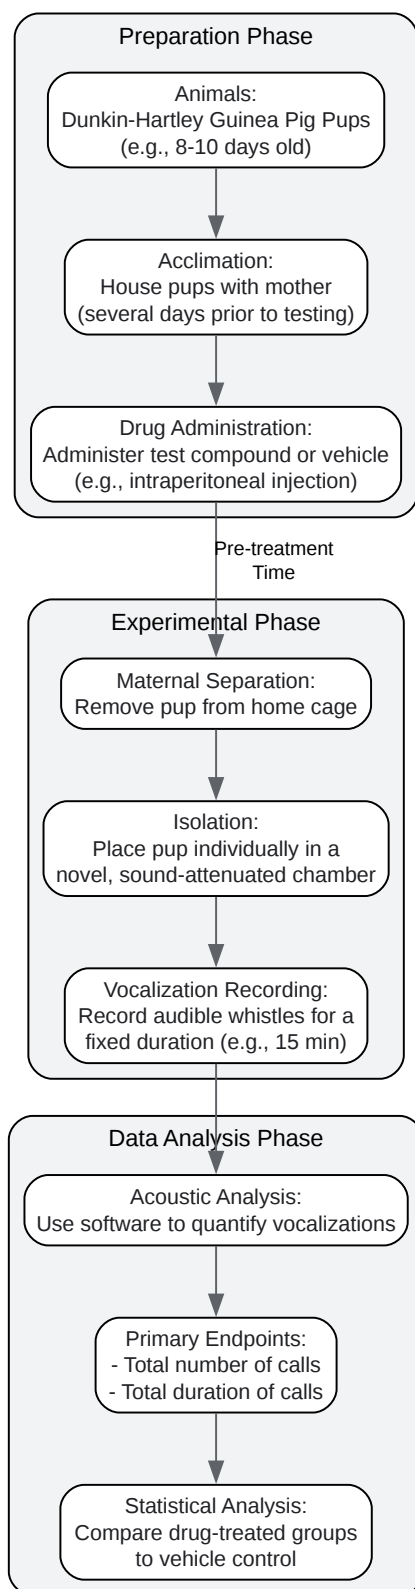 Preparation Phase
Animals:
Dunkin-Hartley Guinea Pig Pups
(e.g., 8-10 days old)
Acclimation:
House pups with mother
(several days prior to testing)
Drug Administration:
Administer test compound or vehicle
(e.g., intraperitoneal injection)
Pre-treatment
Time
Experimental Phase
Maternal Separation:
Remove pup from home cage
Isolation:
Place pup individually in a
novel, sound-attenuated chamber
Vocalization Recording:
Record audible whistles for a
fixed duration (e.g., 15 min)
Data Analysis Phase
Acoustic Analysis:
Use software to quantify vocalizations
Primary Endpoints:
- Total number of calls
- Total duration of calls
Statistical Analysis:
Compare drug-treated groups
to vehicle control